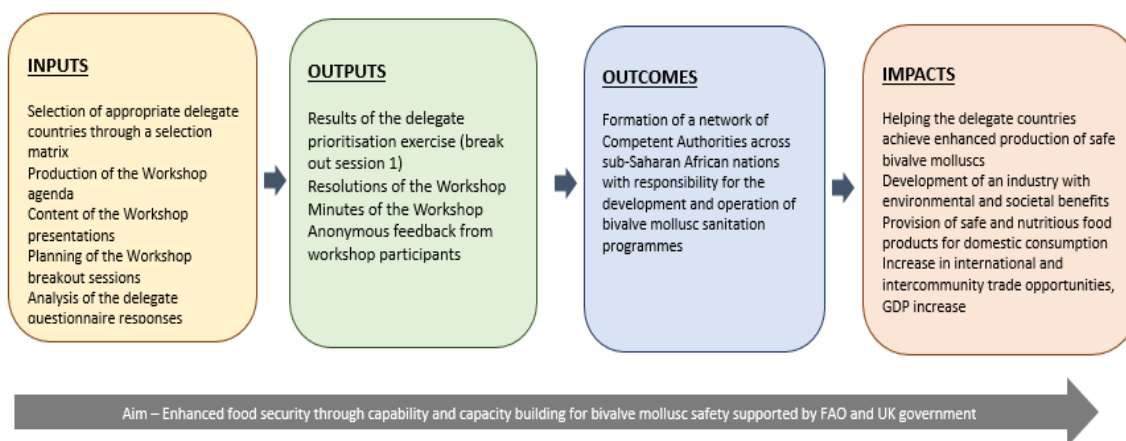 INPUTS
Selection of appropriate delegate
countries through a selection
matrix
Production of the Workshop
agenda
Content of the Workshop
presentations
Planning of the Workshop
breakout sessions
Analysis of the delegate
questionnaire responses
OUTPUTS
Results of the delegate
prioritisation exercise (break
out session 1)
Resolutions of the Workshop
Minutes of the Workshop
Anonymous feedback from
workshop participants
OUTCOMES
Formation of a network of
Competent Authorities across
sub-Saharan African nations
with responsibility for the
development and operation of
bivalve mollusc sanitation
programmes
IMPACTS
Helping the delegate countries
achieve enhanced production of safe
bivalve molluscs
Development of an industry with
environmental and societal benefits
Provision of safe and nutritious food
products for domestic consumption
Increase in international and
intercommunity trade opportunities,
GDP increase
Aim – Enhanced food security through capability and capacity building for bivalve mollusc safety supported by FAO and UK government